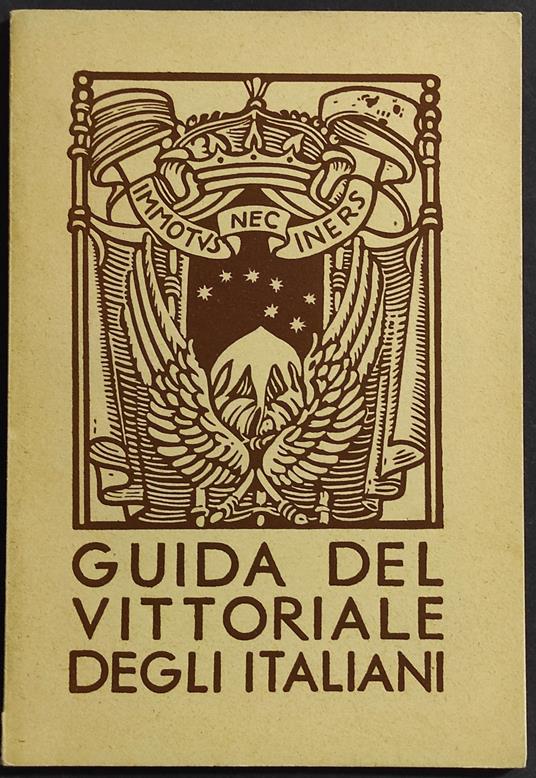 IMMOTVS NEC INERS
GUIDA DEL
VITTORIALE
DEGLI ITALIANI